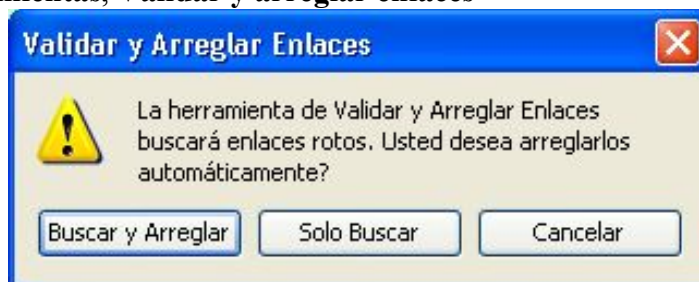 Validar y arreglar enlaces
Validar y Arreglar Enlaces
La herramienta de Validar y Arreglar Enlaces
buscará enlaces rotos. Usted desea arreglarlos
automáticamente?
Buscar y Arreglar
Solo Buscar
Cancelar